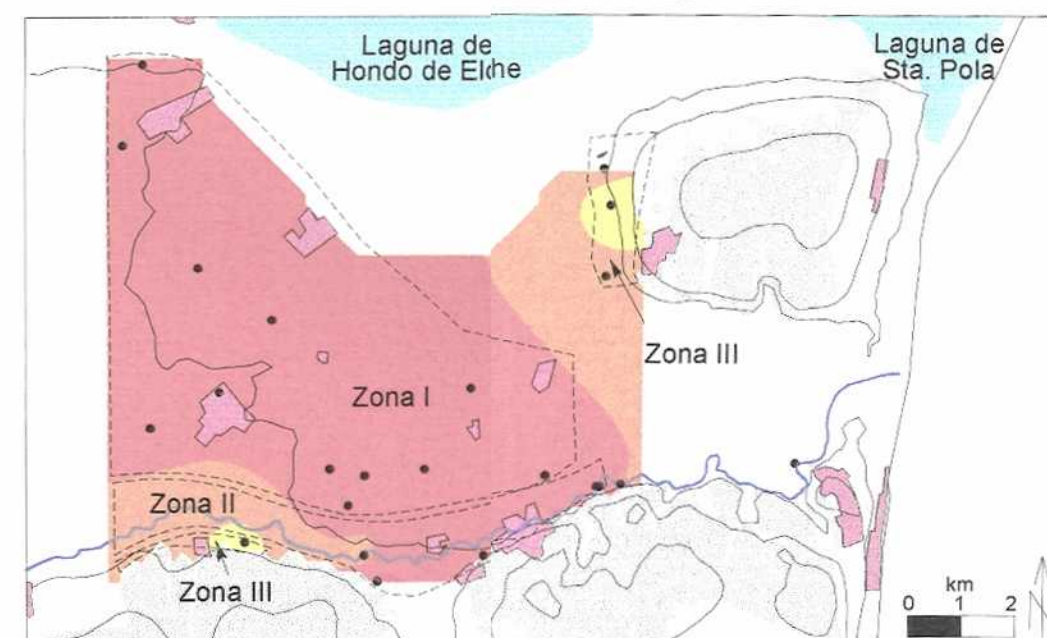 Laguna de
Hondo de Elche
Laguna de
Sta. Pola
Zona III
Zona I
Zona II
Zona III
km
0 1 2
N